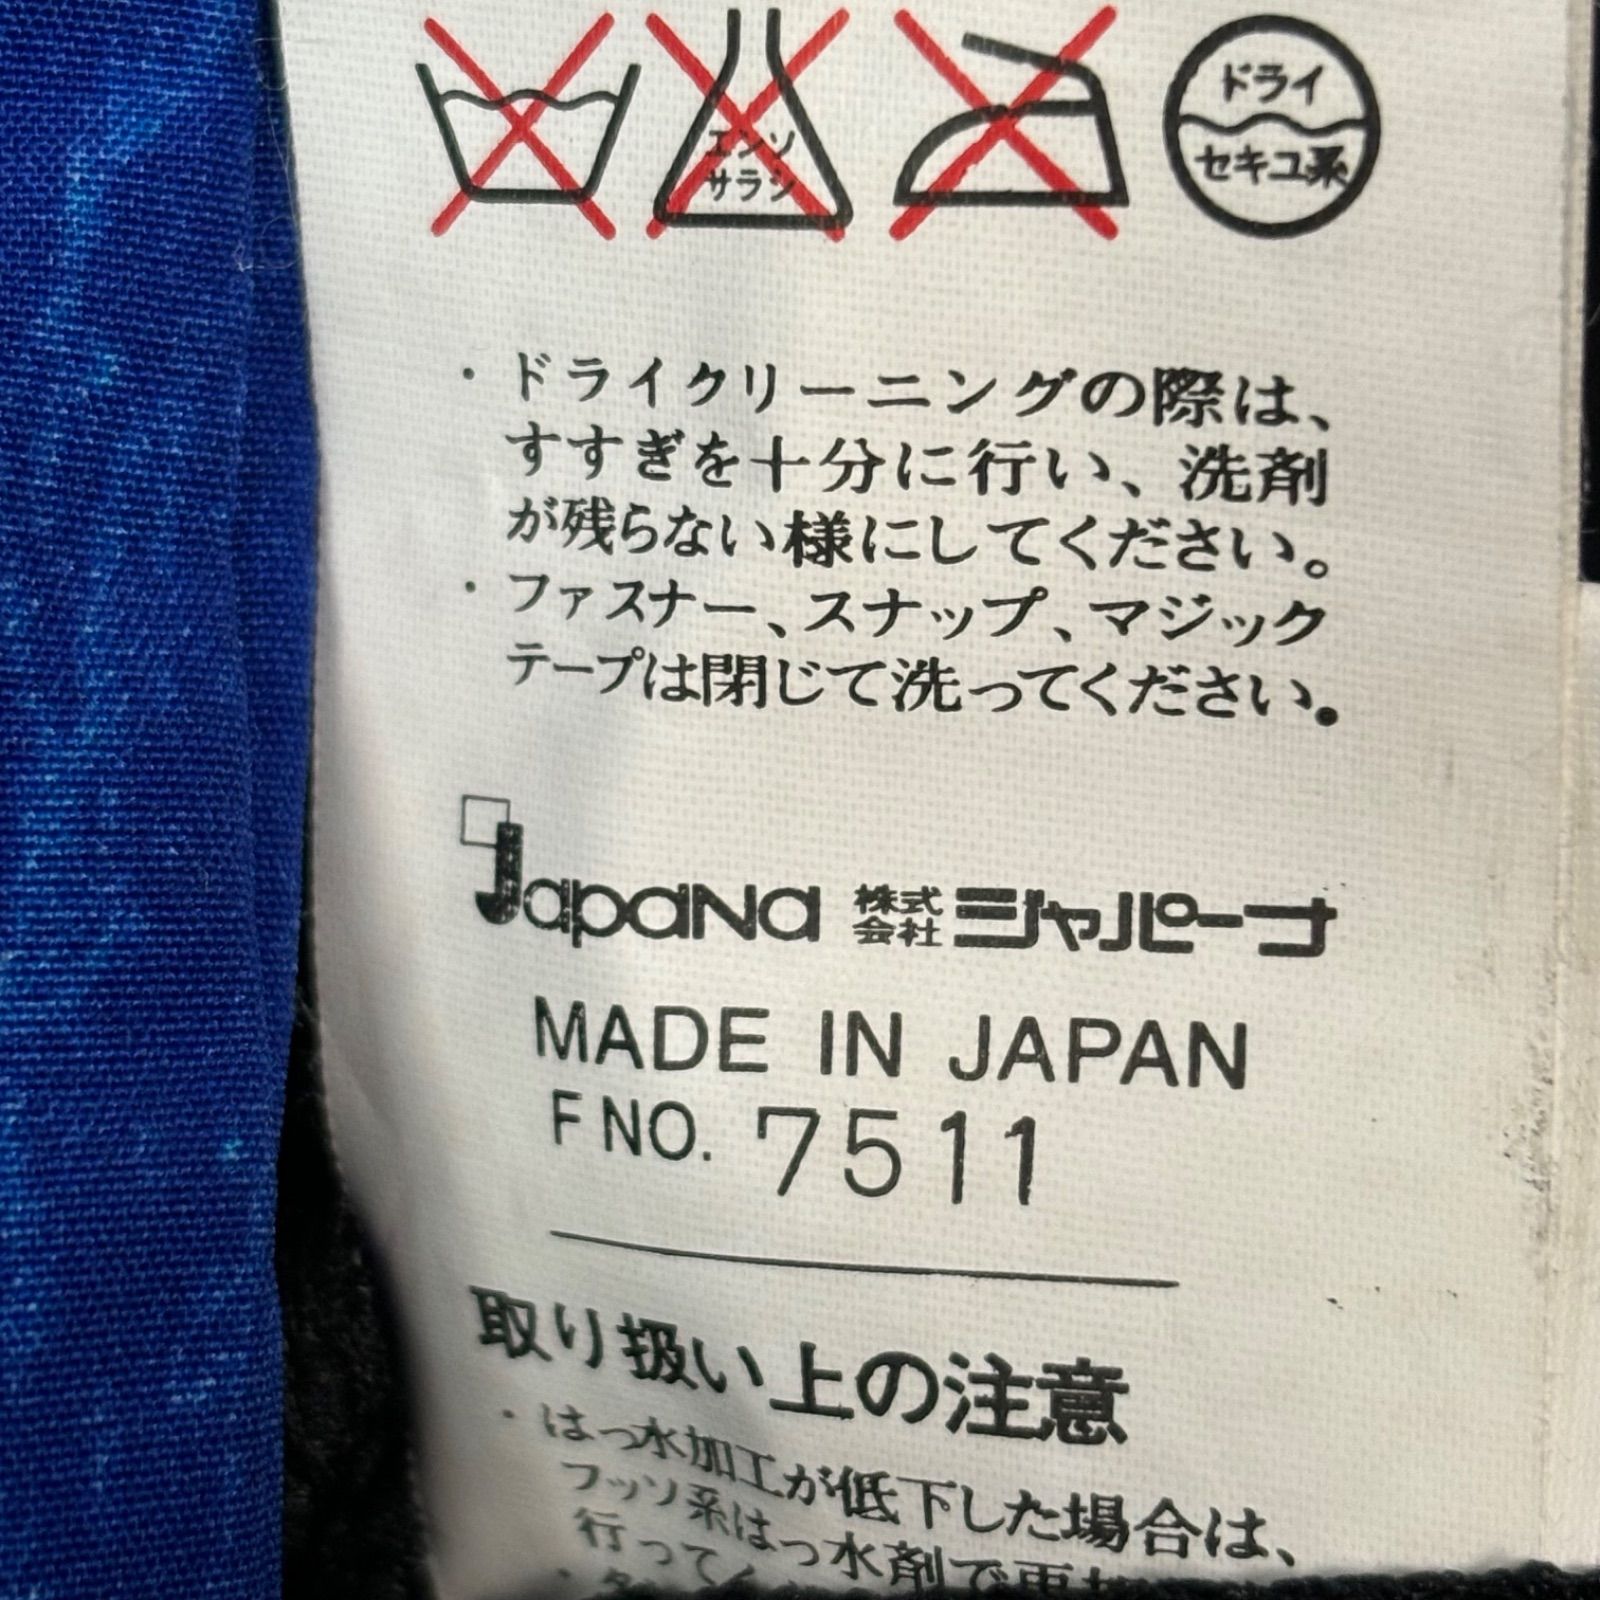 エンソ
サラシ
ドライ
セキユ系
・ドライクリーニングの際は、
すすぎを十分に行い、洗剤
が残らない様にしてください。
・ファスナー、スナップ、マジック
テープは閉じて洗ってください。
Japana 株式会社 ジャパーナ
MADE IN JAPAN
F NO. 7511
取り扱い上の注意
・はっ水加工が低下した場合は、
フッソ系はっ水剤で再加
行って